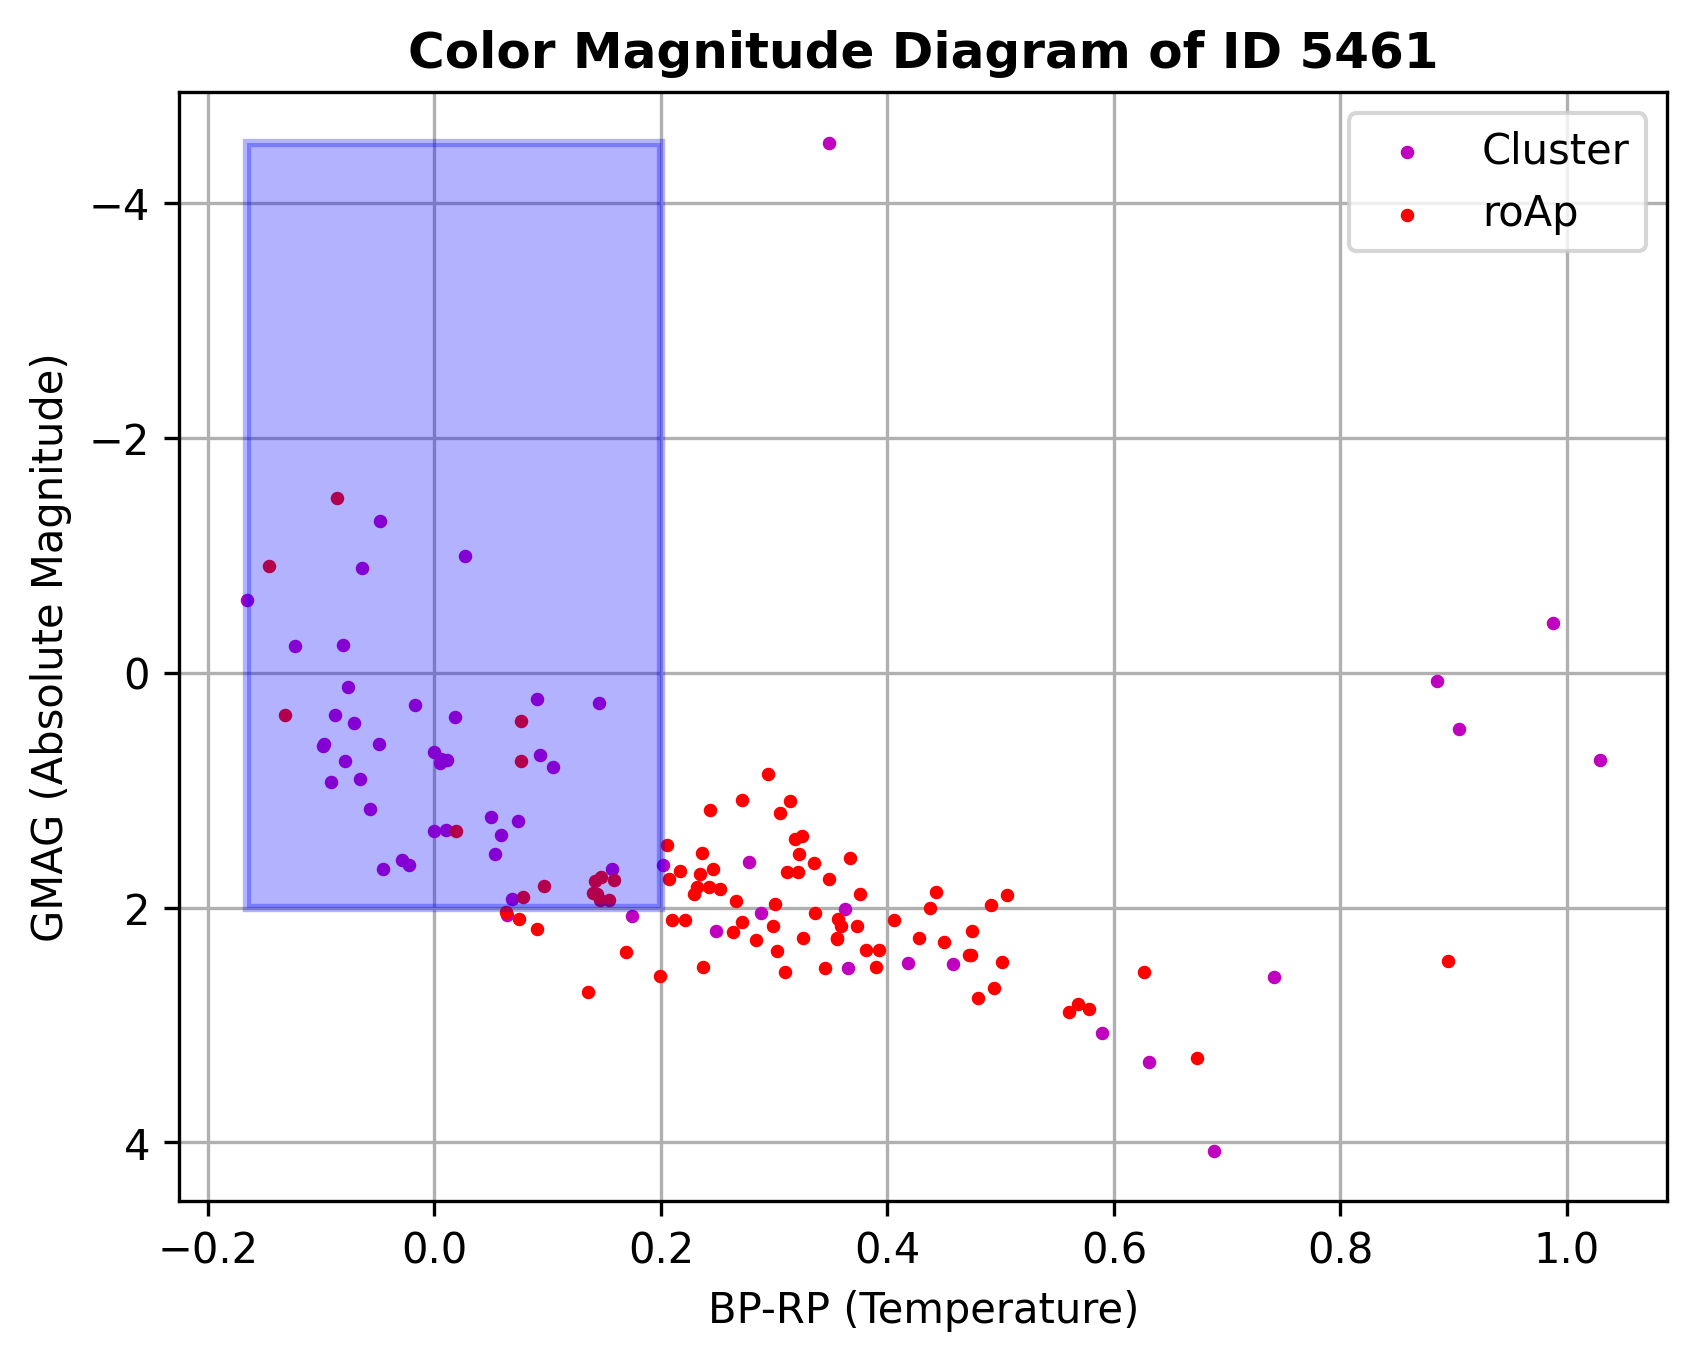 Color Magnitude Diagram of ID 5461
Cluster
roAp
−4
−2
0
2
4
GMAG (Absolute Magnitude)
−0.2 0.0 0.2 0.4 0.6 0.8 1.0
BP-RP (Temperature)